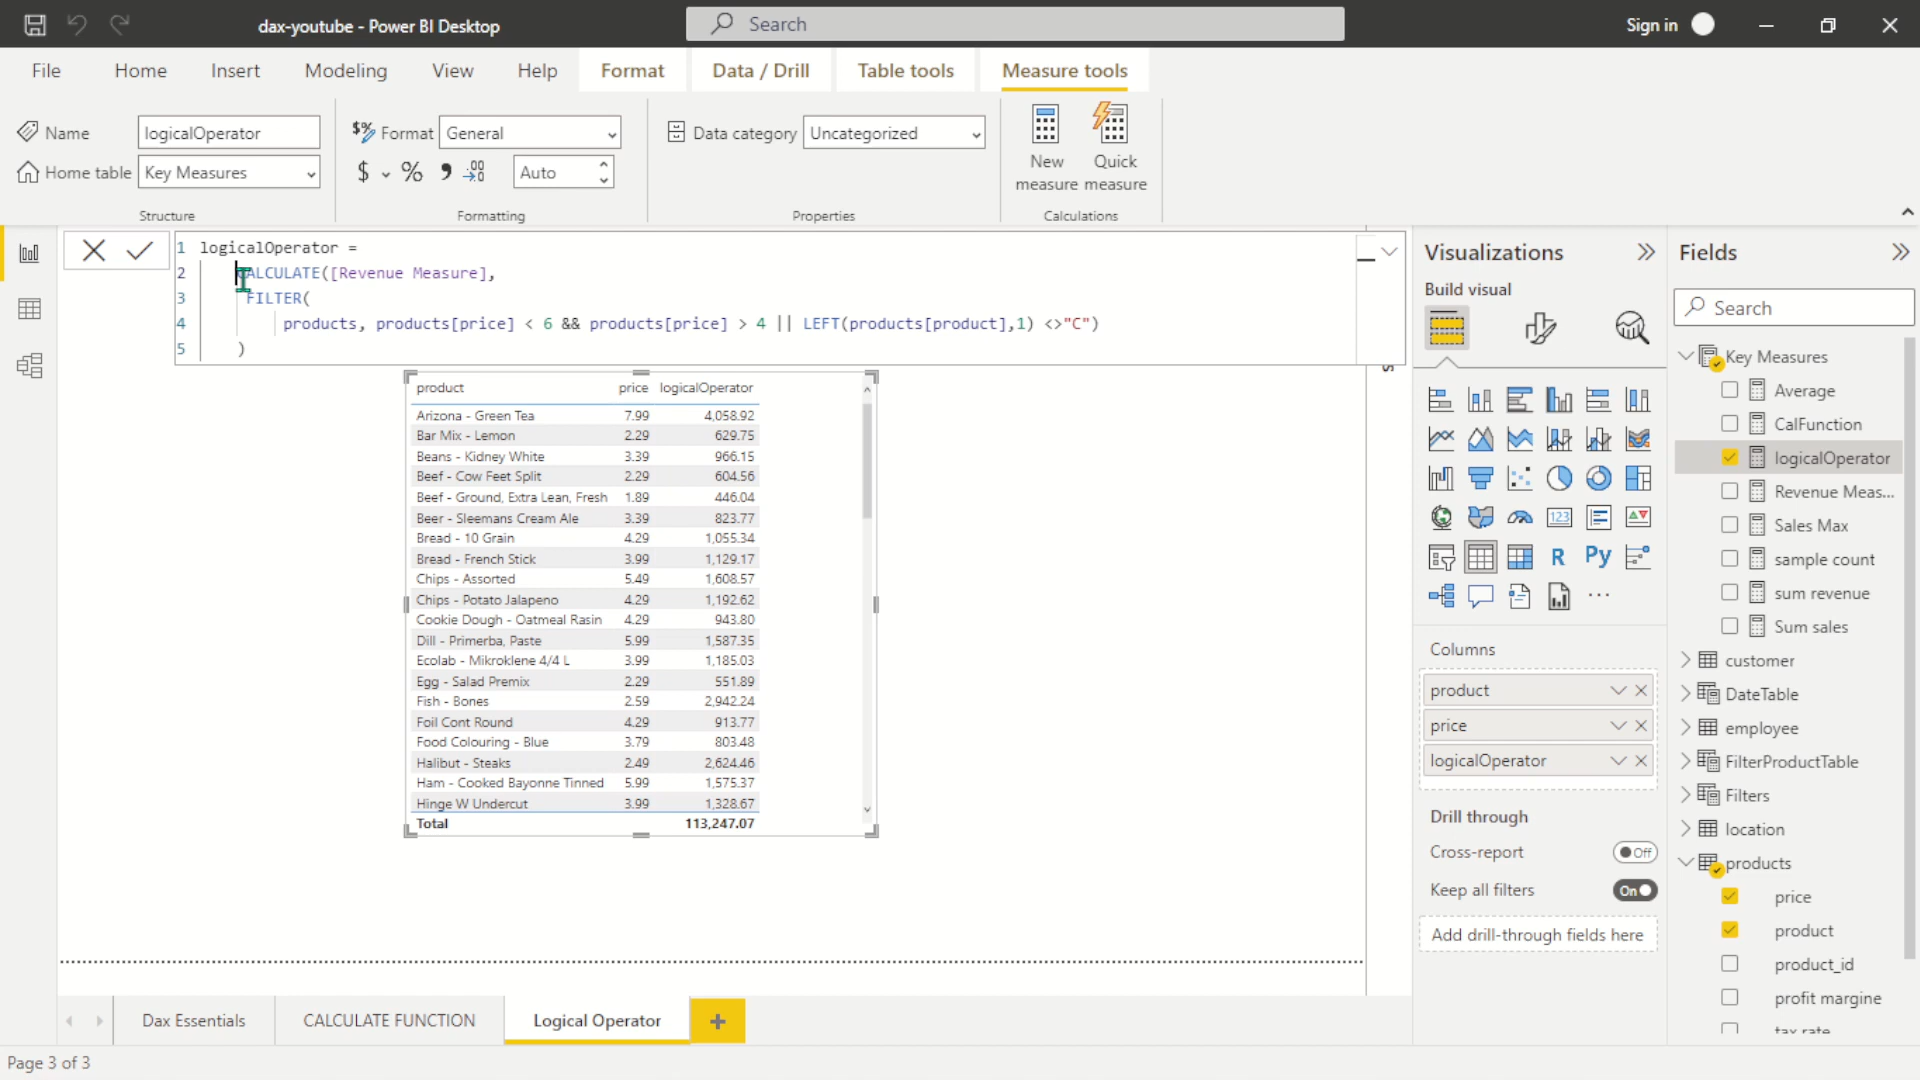 dax-youtube - Power BI Desktop
Search
Sign in
File Home Insert Modeling View Help Format Data / Drill Table tools Measure tools
Name logicalOperator
Home table Key Measures
Structure
$% Format General
$ % , .00 Auto
Formatting
Data category Uncategorized
Properties
New measure
Quick measure
Calculations
1 logicalOperator =
2 CALCULATE([Revenue Measure],
3 FILTER(
4 products, products[price] < 6 && products[price] > 4 || LEFT(products[product],1) <>"C")
5 )
product price logicalOperator
Arizona - Green Tea 7.99 4,058.92
Bar Mix - Lemon 2.29 629.75
Beans - Kidney White 3.39 966.15
Beef - Cow Feet Split 2.29 604.56
Beef - Ground, Extra Lean, Fresh 1.89 446.04
Beer - Sleemans Cream Ale 3.39 823.77
Bread - 10 Grain 4.29 1,055.34
Bread - French Stick 3.99 1,129.17
Chips - Assorted 5.49 1,608.57
Chips - Potato Jalapeno 4.29 1,192.62
Cookie Dough - Oatmeal Rasin 4.29 943.80
Dill - Primerba, Paste 5.99 1,587.35
Ecolab - Mikroklene 4/4 L 3.99 1,185.03
Egg - Salad Premix 2.29 551.89
Fish - Bones 2.59 2,942.24
Foil Cont Round 4.29 913.77
Food Colouring - Blue 3.79 803.48
Halibut - Steaks 2.49 2,624.46
Ham - Cooked Bayonne Tinned 5.99 1,575.37
Hinge W Undercut 3.99 1,328.67
Total 113,247.07
Visualizations
Build visual
123
R
Py
Columns
product
price
logicalOperator
Drill through
Cross-report Off
Keep all filters On
Add drill-through fields here
Fields
Search
Key Measures
Average
CalFunction
logicalOperator
Revenue Meas...
Sales Max
sample count
sum revenue
Sum sales
customer
DateTable
employee
FilterProductTable
Filters
location
products
price
product
product_id
profit margine
tax rate
Dax Essentials CALCULATE FUNCTION Logical Operator
Page 3 of 3